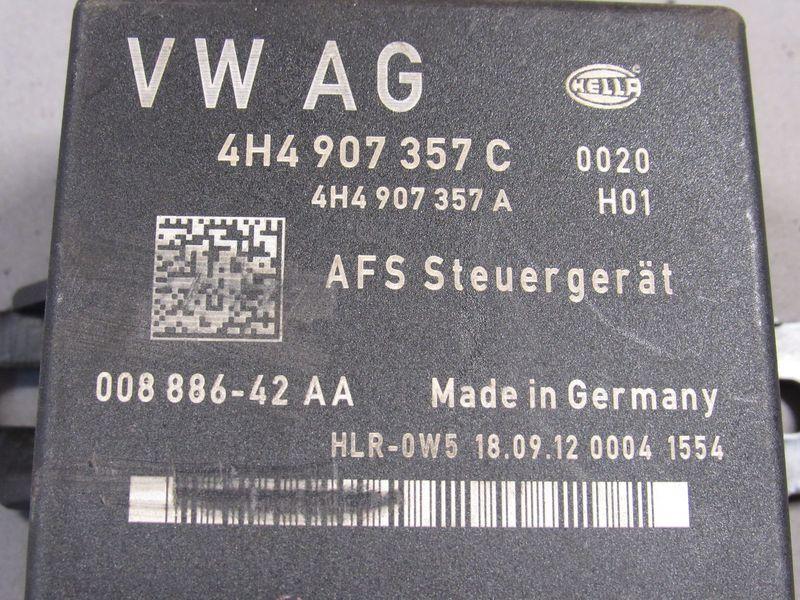 VW AG
HELLA
4H4 907 357 C 0020
4H4 907 357 A H01
AFS Steuergerät
008 886-42 AA Made in Germany
HLR-0W5 18.09.12 0004 1554